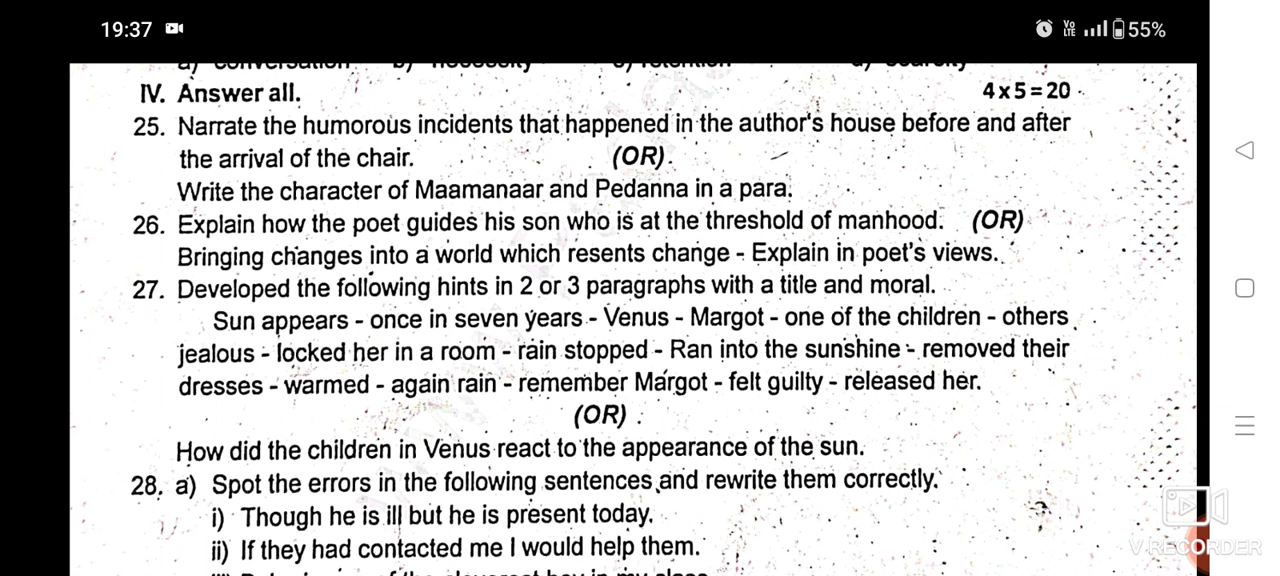 19:37 Vo LTE 55%
a) conversation b) necessity c) retention d) scarcity
IV. Answer all. 4 x 5 = 20
25. Narrate the humorous incidents that happened in the author's house before and after
the arrival of the chair. (OR)
Write the character of Maamanaar and Pedanna in a para.
26. Explain how the poet guides his son who is at the threshold of manhood. (OR)
Bringing changes into a world which resents change - Explain in poet's views.
27. Developed the following hints in 2 or 3 paragraphs with a title and moral.
Sun appears - once in seven years - Venus - Margot - one of the children - others
jealous - locked her in a room - rain stopped - Ran into the sunshine - removed their
dresses - warmed - again rain - remember Margot - felt guilty - released her.
(OR)
How did the children in Venus react to the appearance of the sun.
28. a) Spot the errors in the following sentences and rewrite them correctly.
i) Though he is ill but he is present today.
ii) If they had contacted me I would help them.
V RECORDER